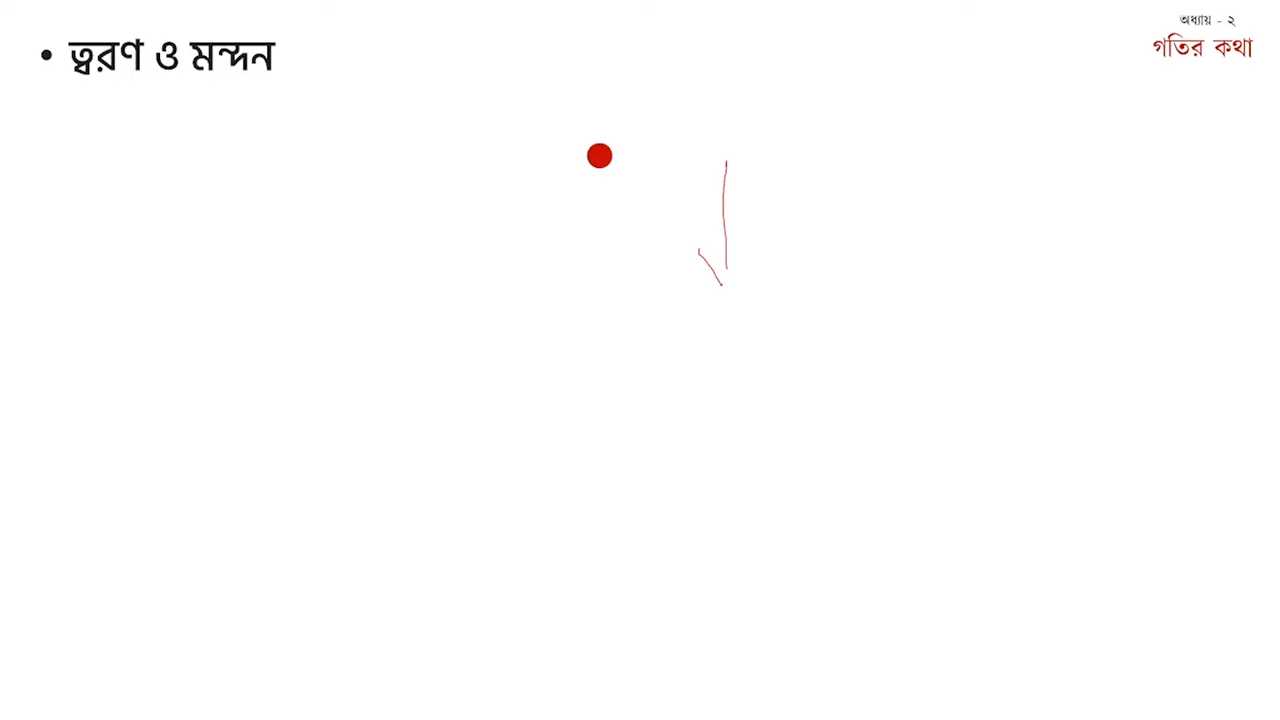 অধ্যায় - ২
গতির কথা
• ত্বরণ ও মন্দন